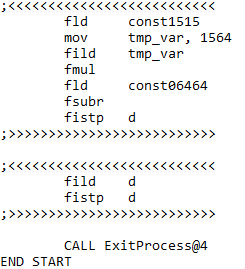 ;<<<<<<<<<<<<<<<<<<<<<<<<<<
fld const1515
mov tmp_var, 1564
fild tmp_var
fmul
fld const06464
fsubr
fistp d
;>>>>>>>>>>>>>>>>>>>>>>>>>>
;<<<<<<<<<<<<<<<<<<<<<<<<<<
fild d
fistp d
;>>>>>>>>>>>>>>>>>>>>>>>>>>
CALL ExitProcess@4
END START